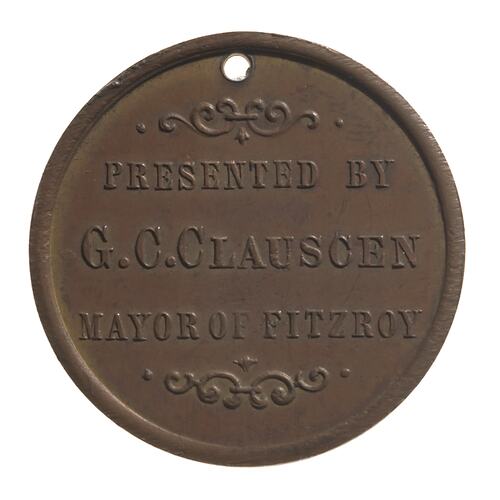 PRESENTED BY
G.C.CLAUSCEN
MAYOR OF FITZROY